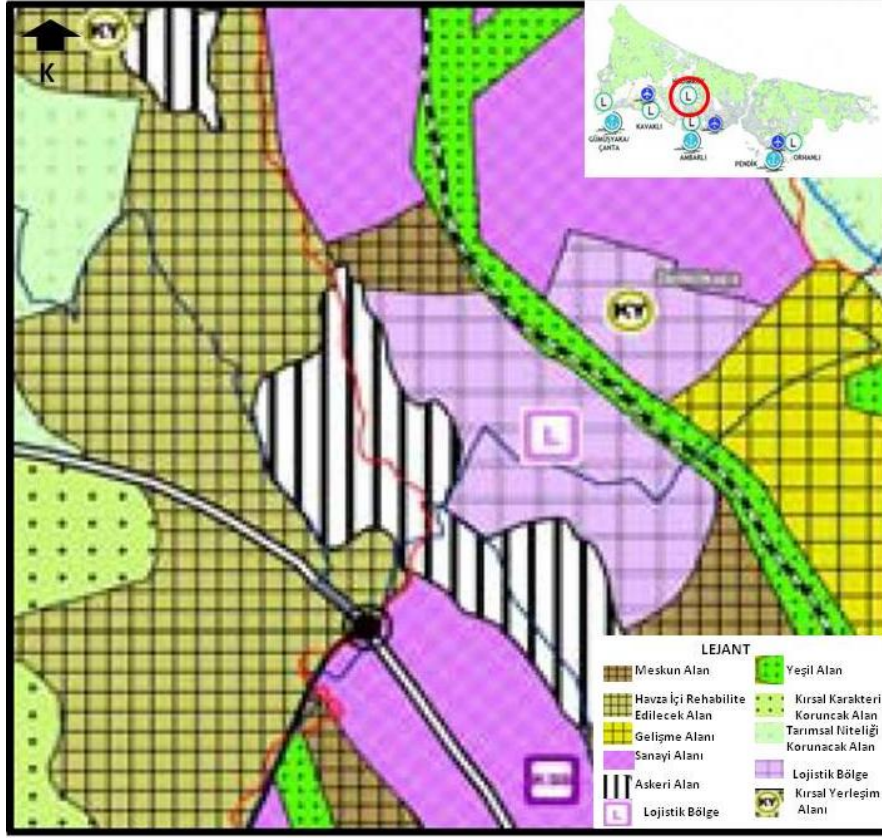 K
KY
L
L
L
L
L
GÜMÜŞYAKA/
ÇANTA
KAVAKLI
AMBARLI
PENDİK
ORHANLI
KY
L
LEJANT
Meskun Alan
Yeşil Alan
Havza İçi Rehabilite
Edilecek Alan
Kırsal Karakteri
Koruncak Alan
Gelişme Alanı
Tarımsal Niteliği
Korunacak Alan
Sanayi Alanı
Lojistik Bölge
Askeri Alan
Kırsal Yerleşim
Alanı
KY
L
Lojistik Bölge